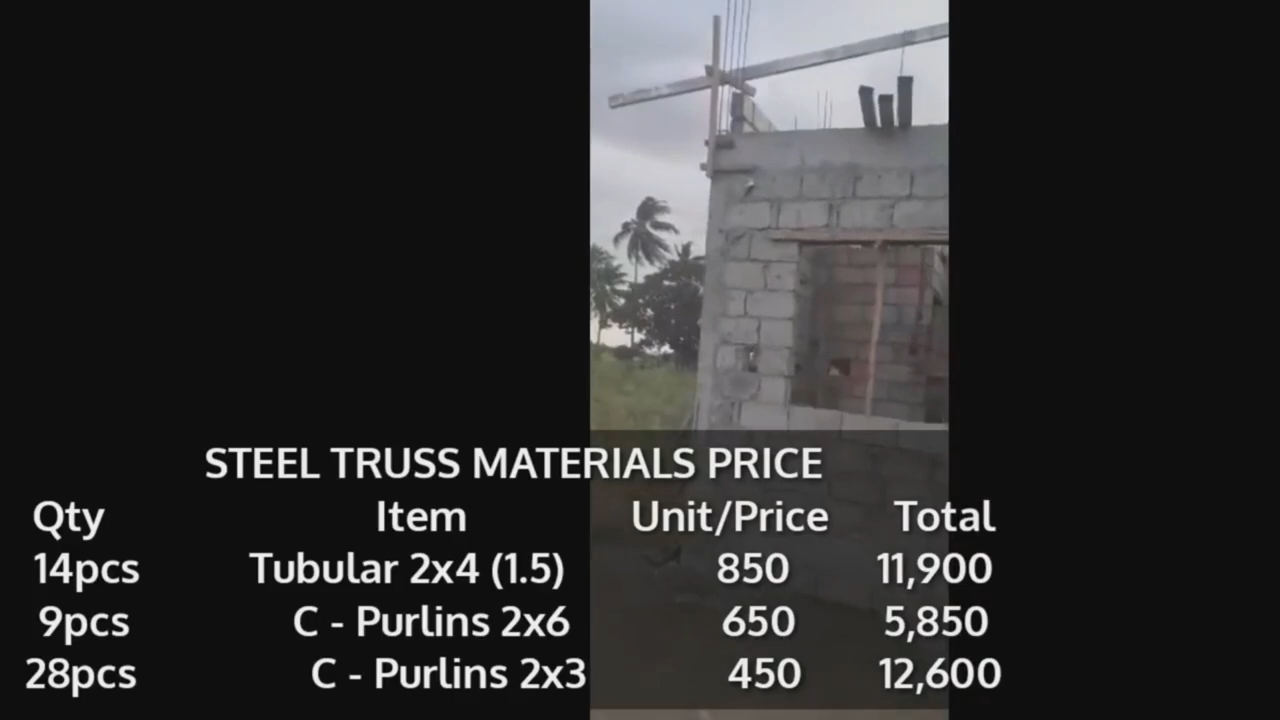 STEEL TRUSS MATERIALS PRICE
Qty Item Unit/Price Total
14pcs Tubular 2x4 (1.5) 850 11,900
9pcs C - Purlins 2x6 650 5,850
28pcs C - Purlins 2x3 450 12,600